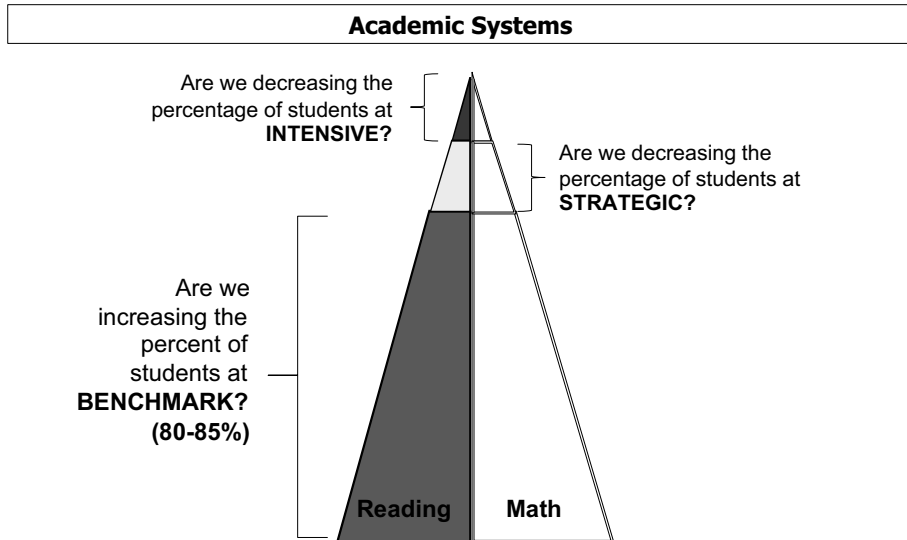 Academic Systems
Are we decreasing the
percentage of students at
INTENSIVE?
Are we decreasing the
percentage of students at
STRATEGIC?
Are we
increasing the
percent of
students at
BENCHMARK?
(80-85%)
Reading
Math